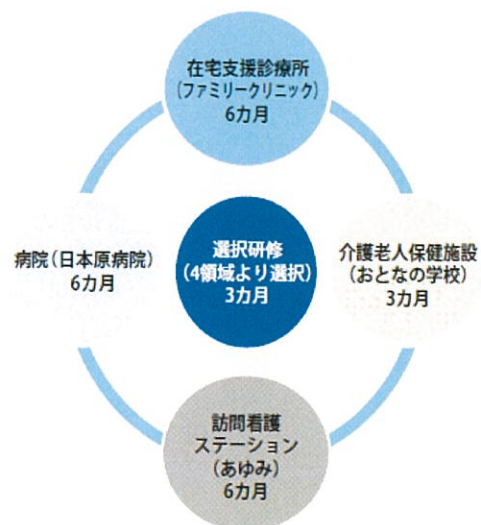 在宅支援診療所
(ファミリークリニック)
6カ月
病院(日本原病院)
6カ月
選択研修
(4領域より選択)
3カ月
介護老人保健施設
(おとなの学校)
3カ月
訪問看護
ステーション
(あゆみ)
6カ月